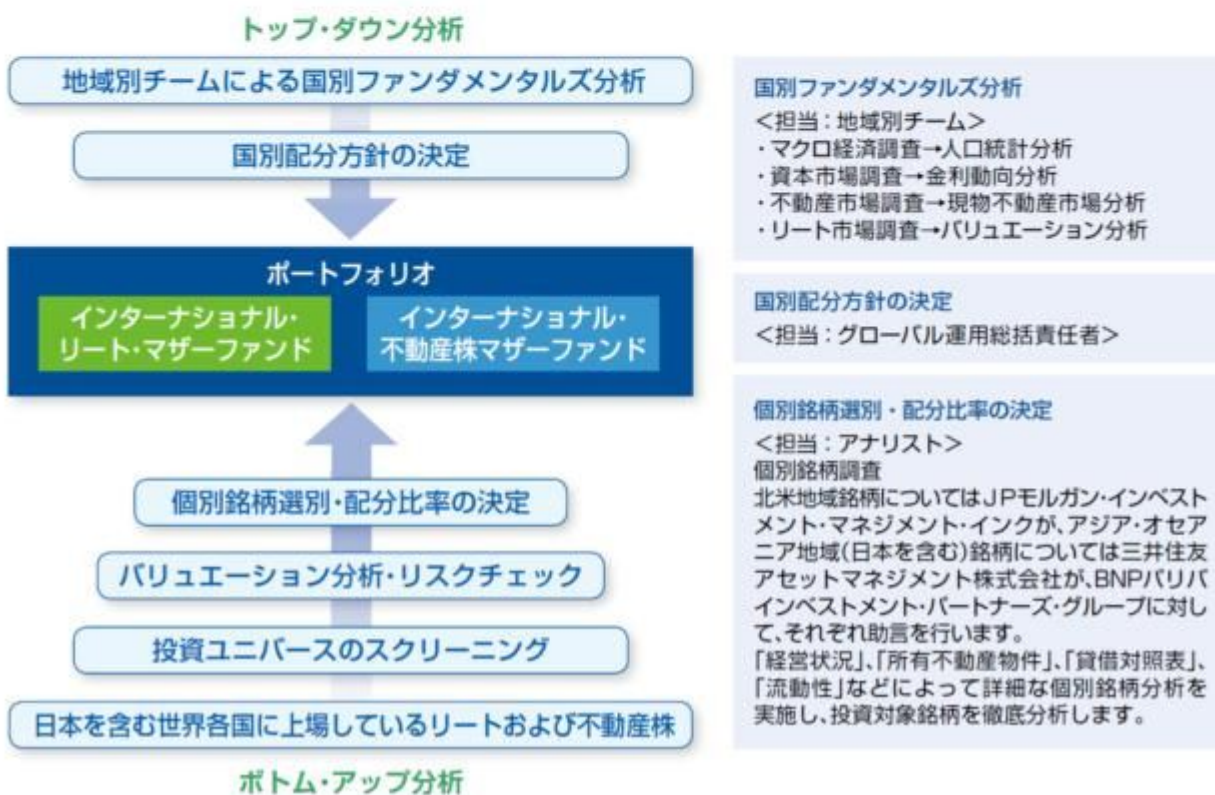 トップ・ダウン分析
地域別チームによる国別ファンダメンタルズ分析
国別配分方針の決定
ポートフォリオ
インターナショナル・
リート・マザーファンド
インターナショナル・
不動産株マザーファンド
個別銘柄選別・配分比率の決定
バリュエーション分析・リスクチェック
投資ユニバースのスクリーニング
日本を含む世界各国に上場しているリートおよび不動産株
ボトム・アップ分析
国別ファンダメンタルズ分析
＜担当：地域別チーム＞
・マクロ経済調査→人口統計分析
・資本市場調査→金利動向分析
・不動産市場調査→現物不動産市場分析
・リート市場調査→バリュエーション分析
国別配分方針の決定
＜担当：グローバル運用総括責任者＞
個別銘柄選別・配分比率の決定
＜担当：アナリスト＞
個別銘柄調査
北米地域銘柄についてはJPモルガン・インベスト
メント・マネジメント・インクが、アジア・オセア
ニア地域(日本を含む)銘柄については三井住友
アセットマネジメント株式会社が、BNPパリバ
インベストメント・パートナーズ・グループに対し
て、それぞれ助言を行います。
「経営状況」、「所有不動産物件」、「貸借対照表」、
「流動性」などによって詳細な個別銘柄分析を
実施し、投資対象銘柄を徹底分析します。